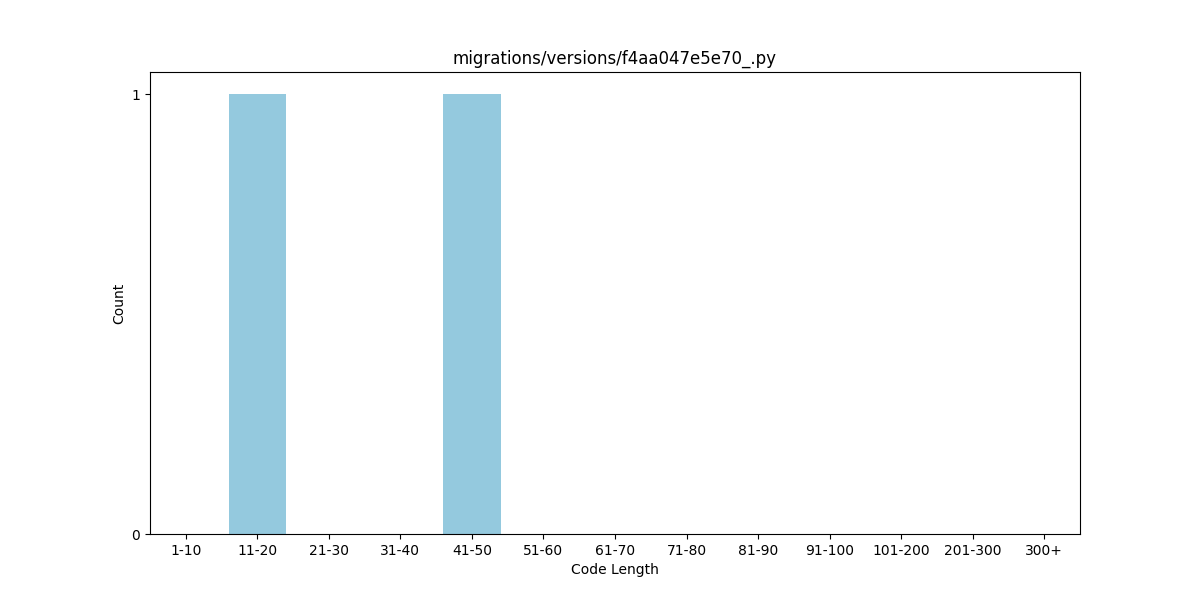 migrations/versions/f4aa047e5e70_.py
1
Count
0
1-10 11-20 21-30 31-40 41-50 51-60 61-70 71-80 81-90 91-100 101-200 201-300 300+
Code Length